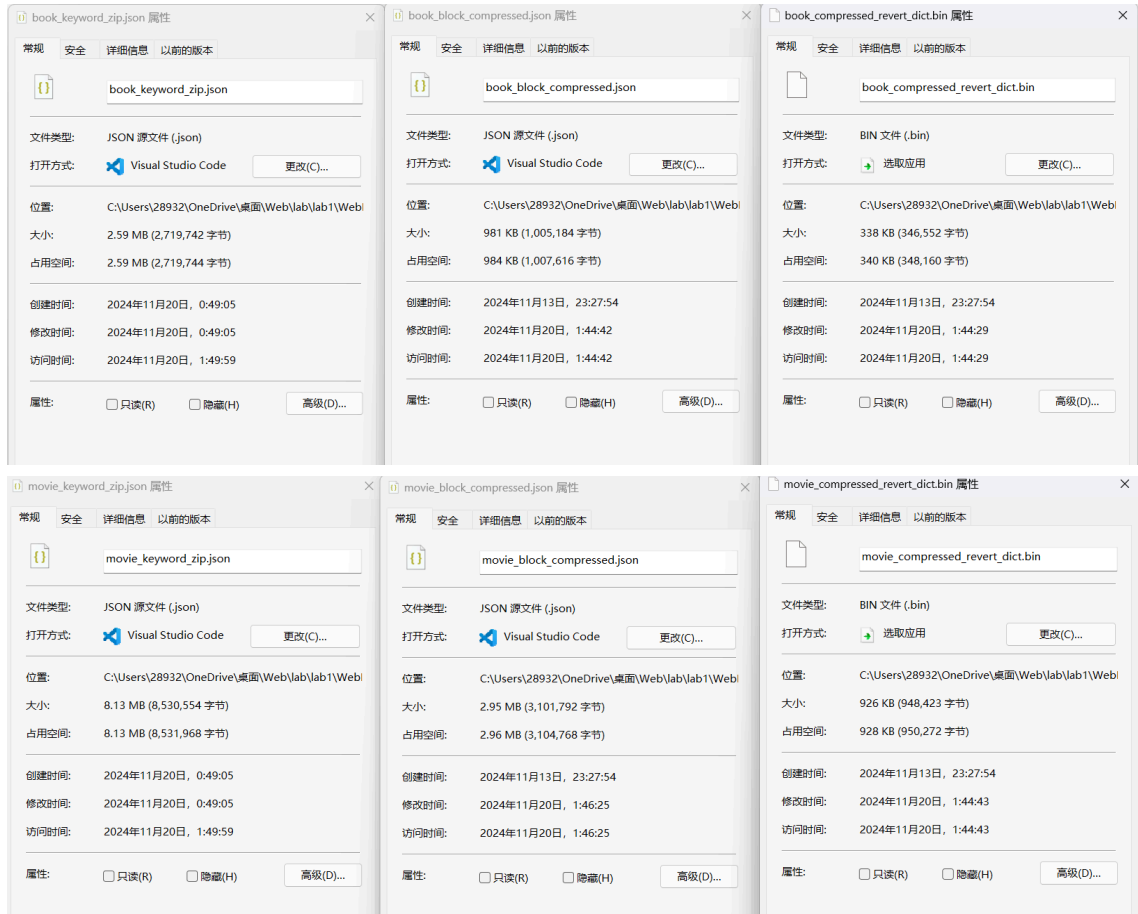 book_keyword_zip.json 属性
常规 安全 详细信息 以前的版本
book_keyword_zip.json
文件类型: JSON 源文件 (.json)
打开方式: Visual Studio Code 更改(C)...
位置: C:\Users\28932\OneDrive\桌面\Web\lab\lab1\Web
大小: 2.59 MB (2,719,742 字节)
占用空间: 2.59 MB (2,719,744 字节)
创建时间: 2024年11月20日，0:49:05
修改时间: 2024年11月20日，0:49:05
访问时间: 2024年11月20日，1:49:59
属性: 只读(R) 隐藏(H) 高级(D)...
book_block_compressed.json 属性
常规 安全 详细信息 以前的版本
book_block_compressed.json
文件类型: JSON 源文件 (.json)
打开方式: Visual Studio Code 更改(C)...
位置: C:\Users\28932\OneDrive\桌面\Web\lab\lab1\Web
大小: 981 KB (1,005,184 字节)
占用空间: 984 KB (1,007,616 字节)
创建时间: 2024年11月13日，23:27:54
修改时间: 2024年11月20日，1:44:42
访问时间: 2024年11月20日，1:44:42
属性: 只读(R) 隐藏(H) 高级(D)...
book_compressed_revert_dict.bin 属性
常规 安全 详细信息 以前的版本
book_compressed_revert_dict.bin
文件类型: BIN 文件 (.bin)
打开方式: 选取应用 更改(C)...
位置: C:\Users\28932\OneDrive\桌面\Web\lab\lab1\Web
大小: 338 KB (346,552 字节)
占用空间: 340 KB (348,160 字节)
创建时间: 2024年11月13日，23:27:54
修改时间: 2024年11月20日，1:44:29
访问时间: 2024年11月20日，1:44:29
属性: 只读(R) 隐藏(H) 高级(D)...
movie_keyword_zip.json 属性
常规 安全 详细信息 以前的版本
movie_keyword_zip.json
文件类型: JSON 源文件 (.json)
打开方式: Visual Studio Code 更改(C)...
位置: C:\Users\28932\OneDrive\桌面\Web\lab\lab1\Web
大小: 8.13 MB (8,530,554 字节)
占用空间: 8.13 MB (8,531,968 字节)
创建时间: 2024年11月20日，0:49:05
修改时间: 2024年11月20日，0:49:05
访问时间: 2024年11月20日，1:49:59
属性: 只读(R) 隐藏(H) 高级(D)...
movie_block_compressed.json 属性
常规 安全 详细信息 以前的版本
movie_block_compressed.json
文件类型: JSON 源文件 (.json)
打开方式: Visual Studio Code 更改(C)...
位置: C:\Users\28932\OneDrive\桌面\Web\lab\lab1\Web
大小: 2.95 MB (3,101,792 字节)
占用空间: 2.96 MB (3,104,768 字节)
创建时间: 2024年11月13日，23:27:54
修改时间: 2024年11月20日，1:46:25
访问时间: 2024年11月20日，1:46:25
属性: 只读(R) 隐藏(H) 高级(D)...
movie_compressed_revert_dict.bin 属性
常规 安全 详细信息 以前的版本
movie_compressed_revert_dict.bin
文件类型: BIN 文件 (.bin)
打开方式: 选取应用 更改(C)...
位置: C:\Users\28932\OneDrive\桌面\Web\lab\lab1\Web
大小: 926 KB (948,423 字节)
占用空间: 928 KB (950,272 字节)
创建时间: 2024年11月13日，23:27:54
修改时间: 2024年11月20日，1:44:43
访问时间: 2024年11月20日，1:44:43
属性: 只读(R) 隐藏(H) 高级(D)...